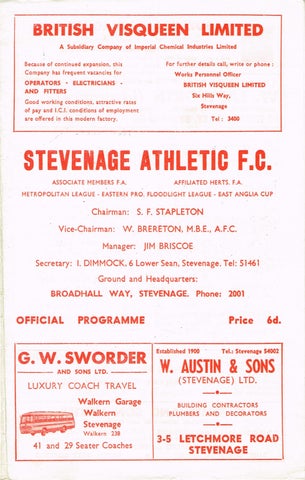 BRITISH VISQUEEN LIMITED
A Subsidiary Company of Imperial Chemical Industries Limited
Because of continued expansion, this
Company has frequent vacancies for
OPERATORS - ELECTRICIANS -
AND FITTERS
Good working conditions, attractive rates
of pay and I.C.I. conditions of employment
are offered in this modern factory.
For further details call, write or phone :
Works Personnel Officer
BRITISH VISQUEEN LIMITED
Six Hills Way,
Stevenage
Tel : 3400
STEVENAGE ATHLETIC F.C.
ASSOCIATE MEMBERS F.A. AFFILIATED HERTS. F.A.
METROPOLITAN LEAGUE - EASTERN PRO. FLOODLIGHT LEAGUE - EAST ANGLIA CUP
Chairman: S. F. STAPLETON
Vice-Chairman: W. BRERETON, M.B.E., A.F.C.
Manager: JIM BRISCOE
Secretary: I. DIMMOCK, 6 Lower Sean, Stevenage. Tel: 51461
Ground and Headquarters:
BROADHALL WAY, STEVENAGE. Phone: 2001
OFFICIAL PROGRAMME Price 6d.
G. W. SWORDER
AND SONS LTD.
LUXURY COACH TRAVEL
Walkern Garage
Walkern
Stevenage
Walkern 238
41 and 29 Seater Coaches
Established 1900 Tel.: Stevenage 54002
W. AUSTIN & SONS
(STEVENAGE) LTD.
BUILDING CONTRACTORS
PLUMBERS AND DECORATORS
3-5 LETCHMORE ROAD
STEVENAGE